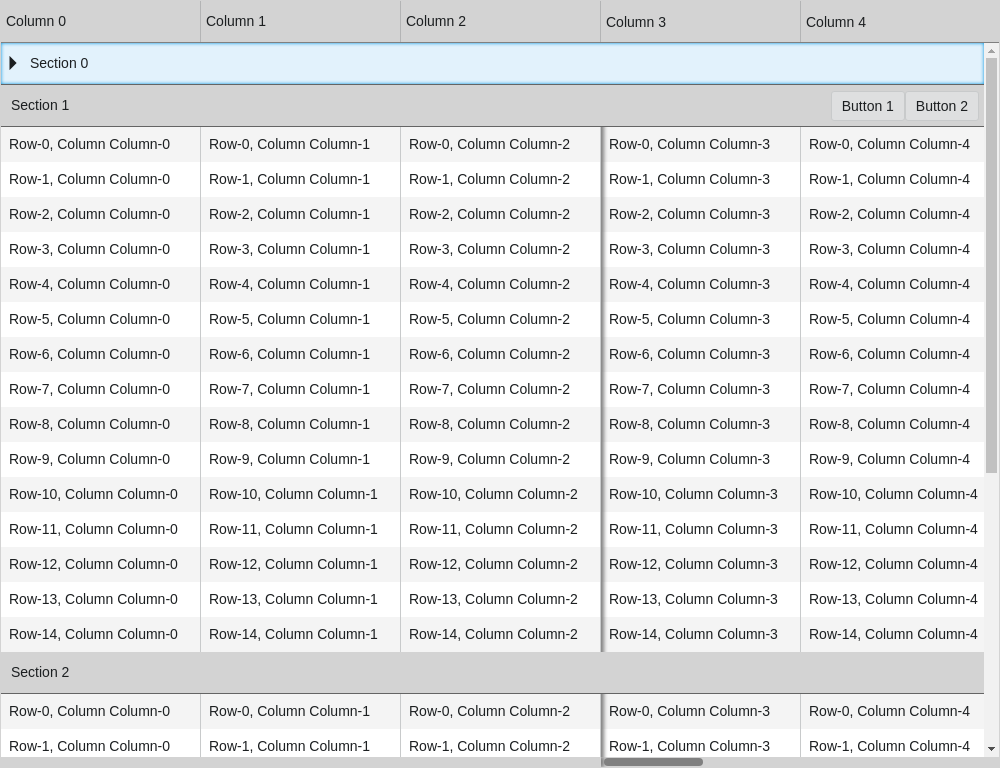 Column 0 Column 1 Column 2 Column 3 Column 4
Section 0
Section 1 Button 1 Button 2
Row-0, Column Column-0 Row-0, Column Column-1 Row-0, Column Column-2 Row-0, Column Column-3 Row-0, Column Column-4
Row-1, Column Column-0 Row-1, Column Column-1 Row-1, Column Column-2 Row-1, Column Column-3 Row-1, Column Column-4
Row-2, Column Column-0 Row-2, Column Column-1 Row-2, Column Column-2 Row-2, Column Column-3 Row-2, Column Column-4
Row-3, Column Column-0 Row-3, Column Column-1 Row-3, Column Column-2 Row-3, Column Column-3 Row-3, Column Column-4
Row-4, Column Column-0 Row-4, Column Column-1 Row-4, Column Column-2 Row-4, Column Column-3 Row-4, Column Column-4
Row-5, Column Column-0 Row-5, Column Column-1 Row-5, Column Column-2 Row-5, Column Column-3 Row-5, Column Column-4
Row-6, Column Column-0 Row-6, Column Column-1 Row-6, Column Column-2 Row-6, Column Column-3 Row-6, Column Column-4
Row-7, Column Column-0 Row-7, Column Column-1 Row-7, Column Column-2 Row-7, Column Column-3 Row-7, Column Column-4
Row-8, Column Column-0 Row-8, Column Column-1 Row-8, Column Column-2 Row-8, Column Column-3 Row-8, Column Column-4
Row-9, Column Column-0 Row-9, Column Column-1 Row-9, Column Column-2 Row-9, Column Column-3 Row-9, Column Column-4
Row-10, Column Column-0 Row-10, Column Column-1 Row-10, Column Column-2 Row-10, Column Column-3 Row-10, Column Column-4
Row-11, Column Column-0 Row-11, Column Column-1 Row-11, Column Column-2 Row-11, Column Column-3 Row-11, Column Column-4
Row-12, Column Column-0 Row-12, Column Column-1 Row-12, Column Column-2 Row-12, Column Column-3 Row-12, Column Column-4
Row-13, Column Column-0 Row-13, Column Column-1 Row-13, Column Column-2 Row-13, Column Column-3 Row-13, Column Column-4
Row-14, Column Column-0 Row-14, Column Column-1 Row-14, Column Column-2 Row-14, Column Column-3 Row-14, Column Column-4
Section 2
Row-0, Column Column-0 Row-0, Column Column-1 Row-0, Column Column-2 Row-0, Column Column-3 Row-0, Column Column-4
Row-1, Column Column-0 Row-1, Column Column-1 Row-1, Column Column-2 Row-1, Column Column-3 Row-1, Column Column-4